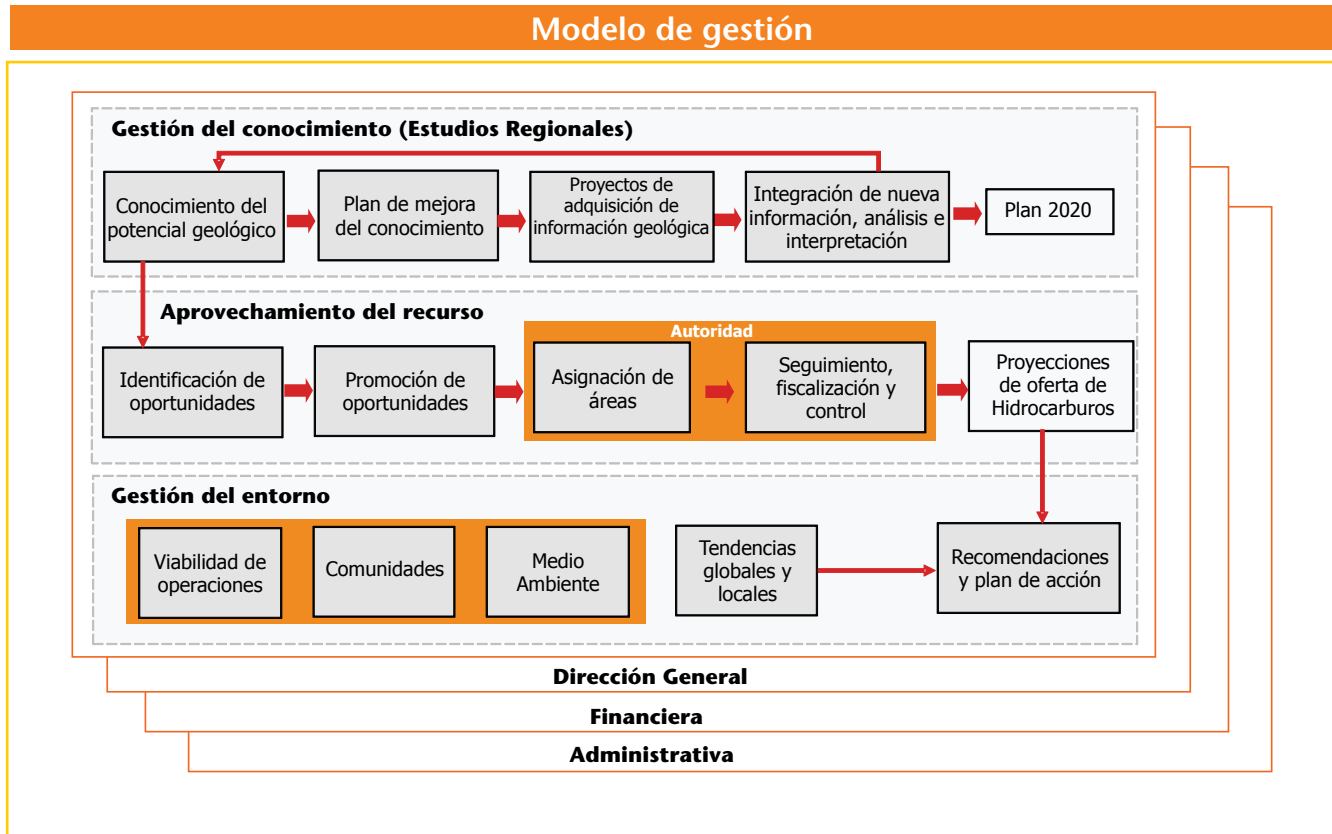 Modelo de gestión
Gestión del conocimiento (Estudios Regionales)
Conocimiento del
potencial geológico
Plan de mejora
del conocimiento
Proyectos de
adquisición de
información geológica
Integración de nueva
información, análisis e
interpretación
Plan 2020
Aprovechamiento del recurso
Identificación de
oportunidades
Promoción de
oportunidades
Autoridad
Asignación de
áreas
Seguimiento,
fiscalización y
control
Proyecciones
de oferta de
Hidrocarburos
Gestión del entorno
Viabilidad de
operaciones
Comunidades
Medio
Ambiente
Tendencias
globales y
locales
Recomendaciones
y plan de acción
Dirección General
Financiera
Administrativa